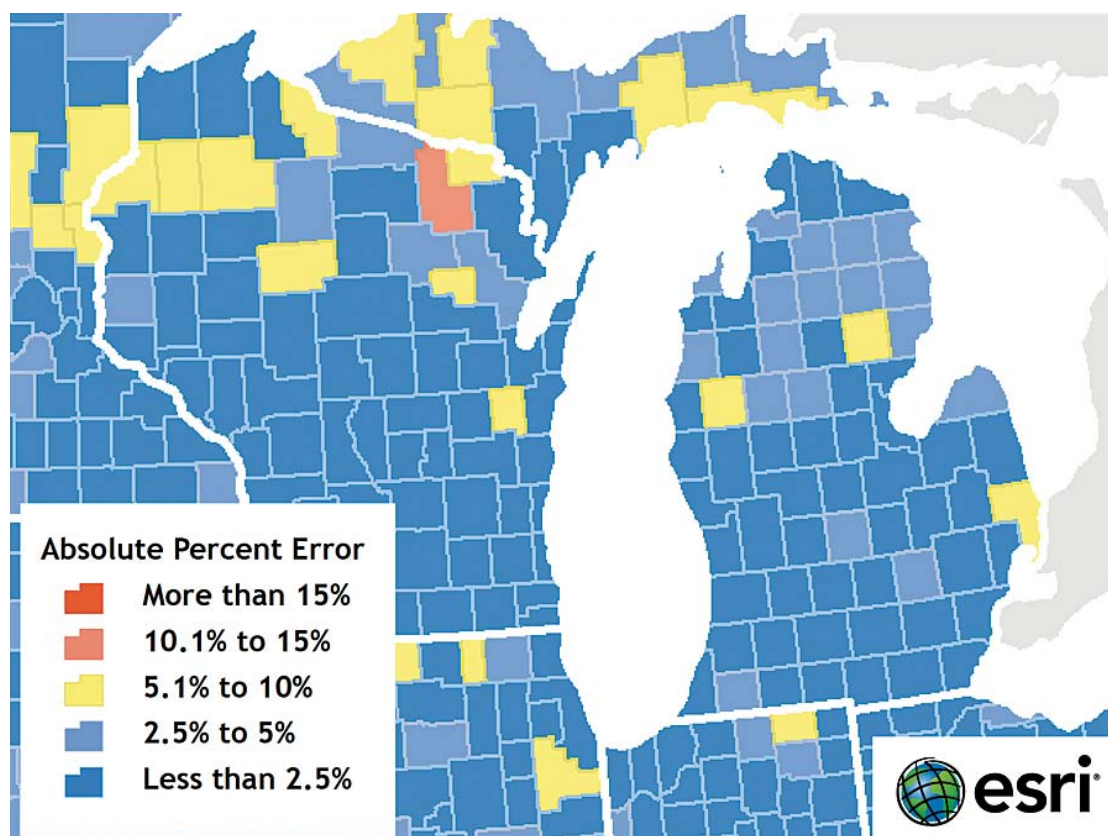 Absolute Percent Error
More than 15%
10.1% to 15%
5.1% to 10%
2.5% to 5%
Less than 2.5%
esri